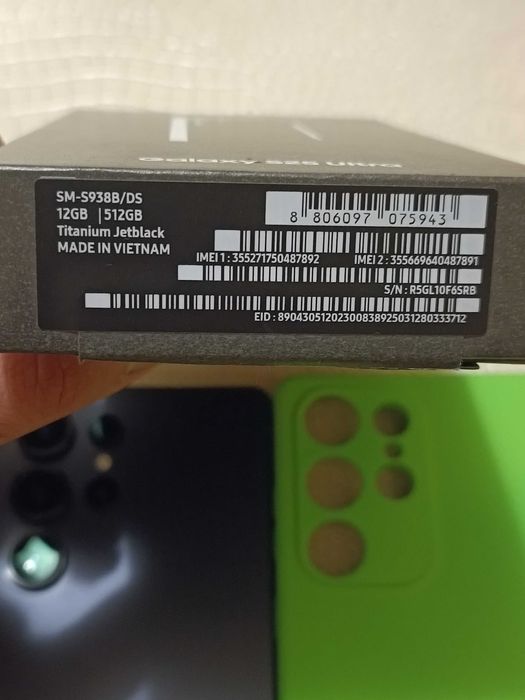 Galaxy S25 Ultra
SM-S938B/DS
12GB | 512GB
Titanium Jetblack
MADE IN VIETNAM
8 806097 075943
IMEI 1 : 355271750487892
IMEI 2 : 355669640487891
S/N : R5GL10F6SRB
EID : 89043051202300838925031280333712